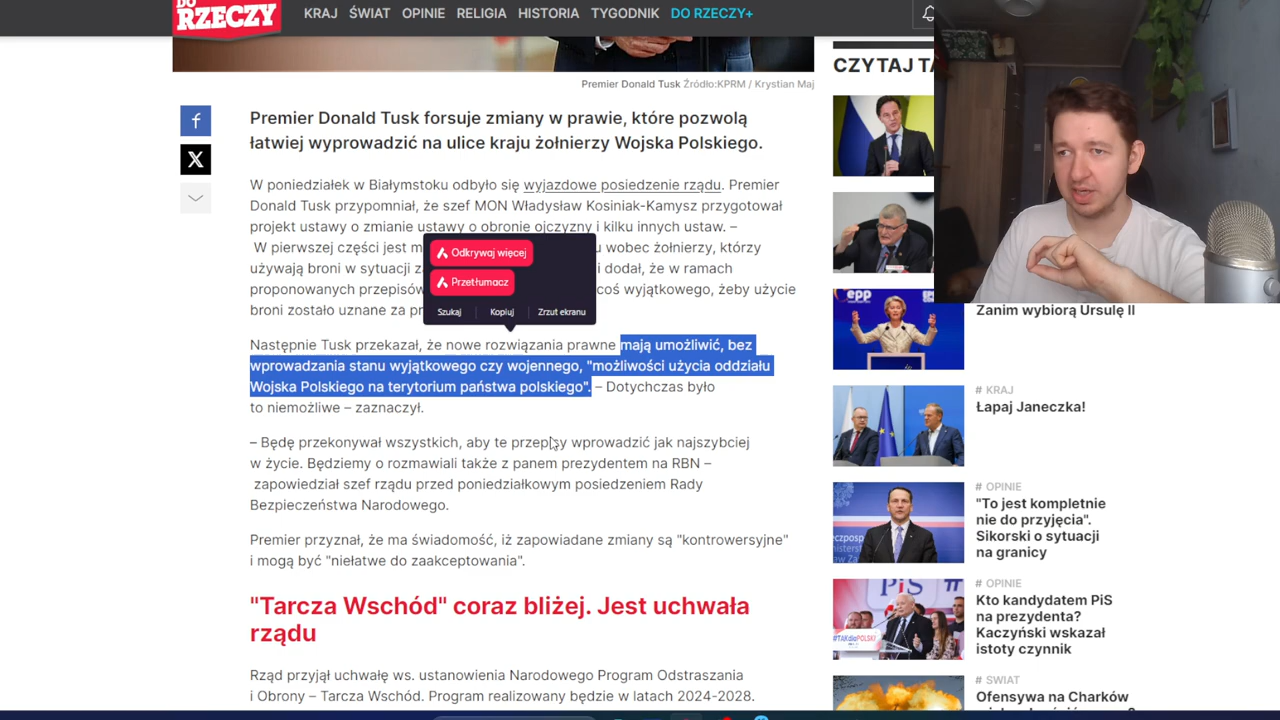 DO
RZECZY
KRAJ ŚWIAT OPINIE RELIGIA HISTORIA TYGODNIK DO RZECZY+
Premier Donald Tusk Źródło:KPRM / Krystian Maj
Premier Donald Tusk forsuje zmiany w prawie, które pozwolą
łatwiej wyprowadzić na ulice kraju żołnierzy Wojska Polskiego.
W poniedziałek w Białymstoku odbyło się wyjazdowe posiedzenie rządu. Premier
Donald Tusk przypomniał, że szef MON Władysław Kosiniak-Kamysz przygotował
projekt ustawy o zmianie ustawy o obronie ojczyzny i kilku innych ustaw. –
W pierwszej części jest m u wobec żołnierzy, którzy
używają broni w sytuacji z i dodał, że w ramach
proponowanych przepisów coś wyjątkowego, żeby użycie
broni zostało uznane za pr
Odkrywaj więcej
Przetłumacz
Szukaj Kopiuj Zrzut ekranu
Następnie Tusk przekazał, że nowe rozwiązania prawne mają umożliwić, bez
wprowadzania stanu wyjątkowego czy wojennego, "możliwości użycia oddziału
Wojska Polskiego na terytorium państwa polskiego". – Dotychczas było
to niemożliwe – zaznaczył.
– Będę przekonywał wszystkich, aby te przepisy wprowadzić jak najszybciej
w życie. Będziemy o rozmawiali także z panem prezydentem na RBN –
zapowiedział szef rządu przed poniedziałkowym posiedzeniem Rady
Bezpieczeństwa Narodowego.
Premier przyznał, że ma świadomość, iż zapowiadane zmiany są "kontrowersyjne"
i mogą być "niełatwe do zaakceptowania".
"Tarcza Wschód" coraz bliżej. Jest uchwała
rządu
Rząd przyjął uchwałę ws. ustanowienia Narodowego Program Odstraszania
i Obrony – Tarcza Wschód. Program realizowany będzie w latach 2024-2028.
CZYTAJ TA
epp
Zanim wybiorą Ursulę II
# KRAJ
Łapaj Janeczka!
# OPINIE
"To jest kompletnie
nie do przyjęcia".
Sikorski o sytuacji
na granicy
PiS
# OPINIE
Kto kandydatem PiS
na prezydenta?
Kaczyński wskazał
istoty czynnik
# ŚWIAT
Ofensywa na Charków